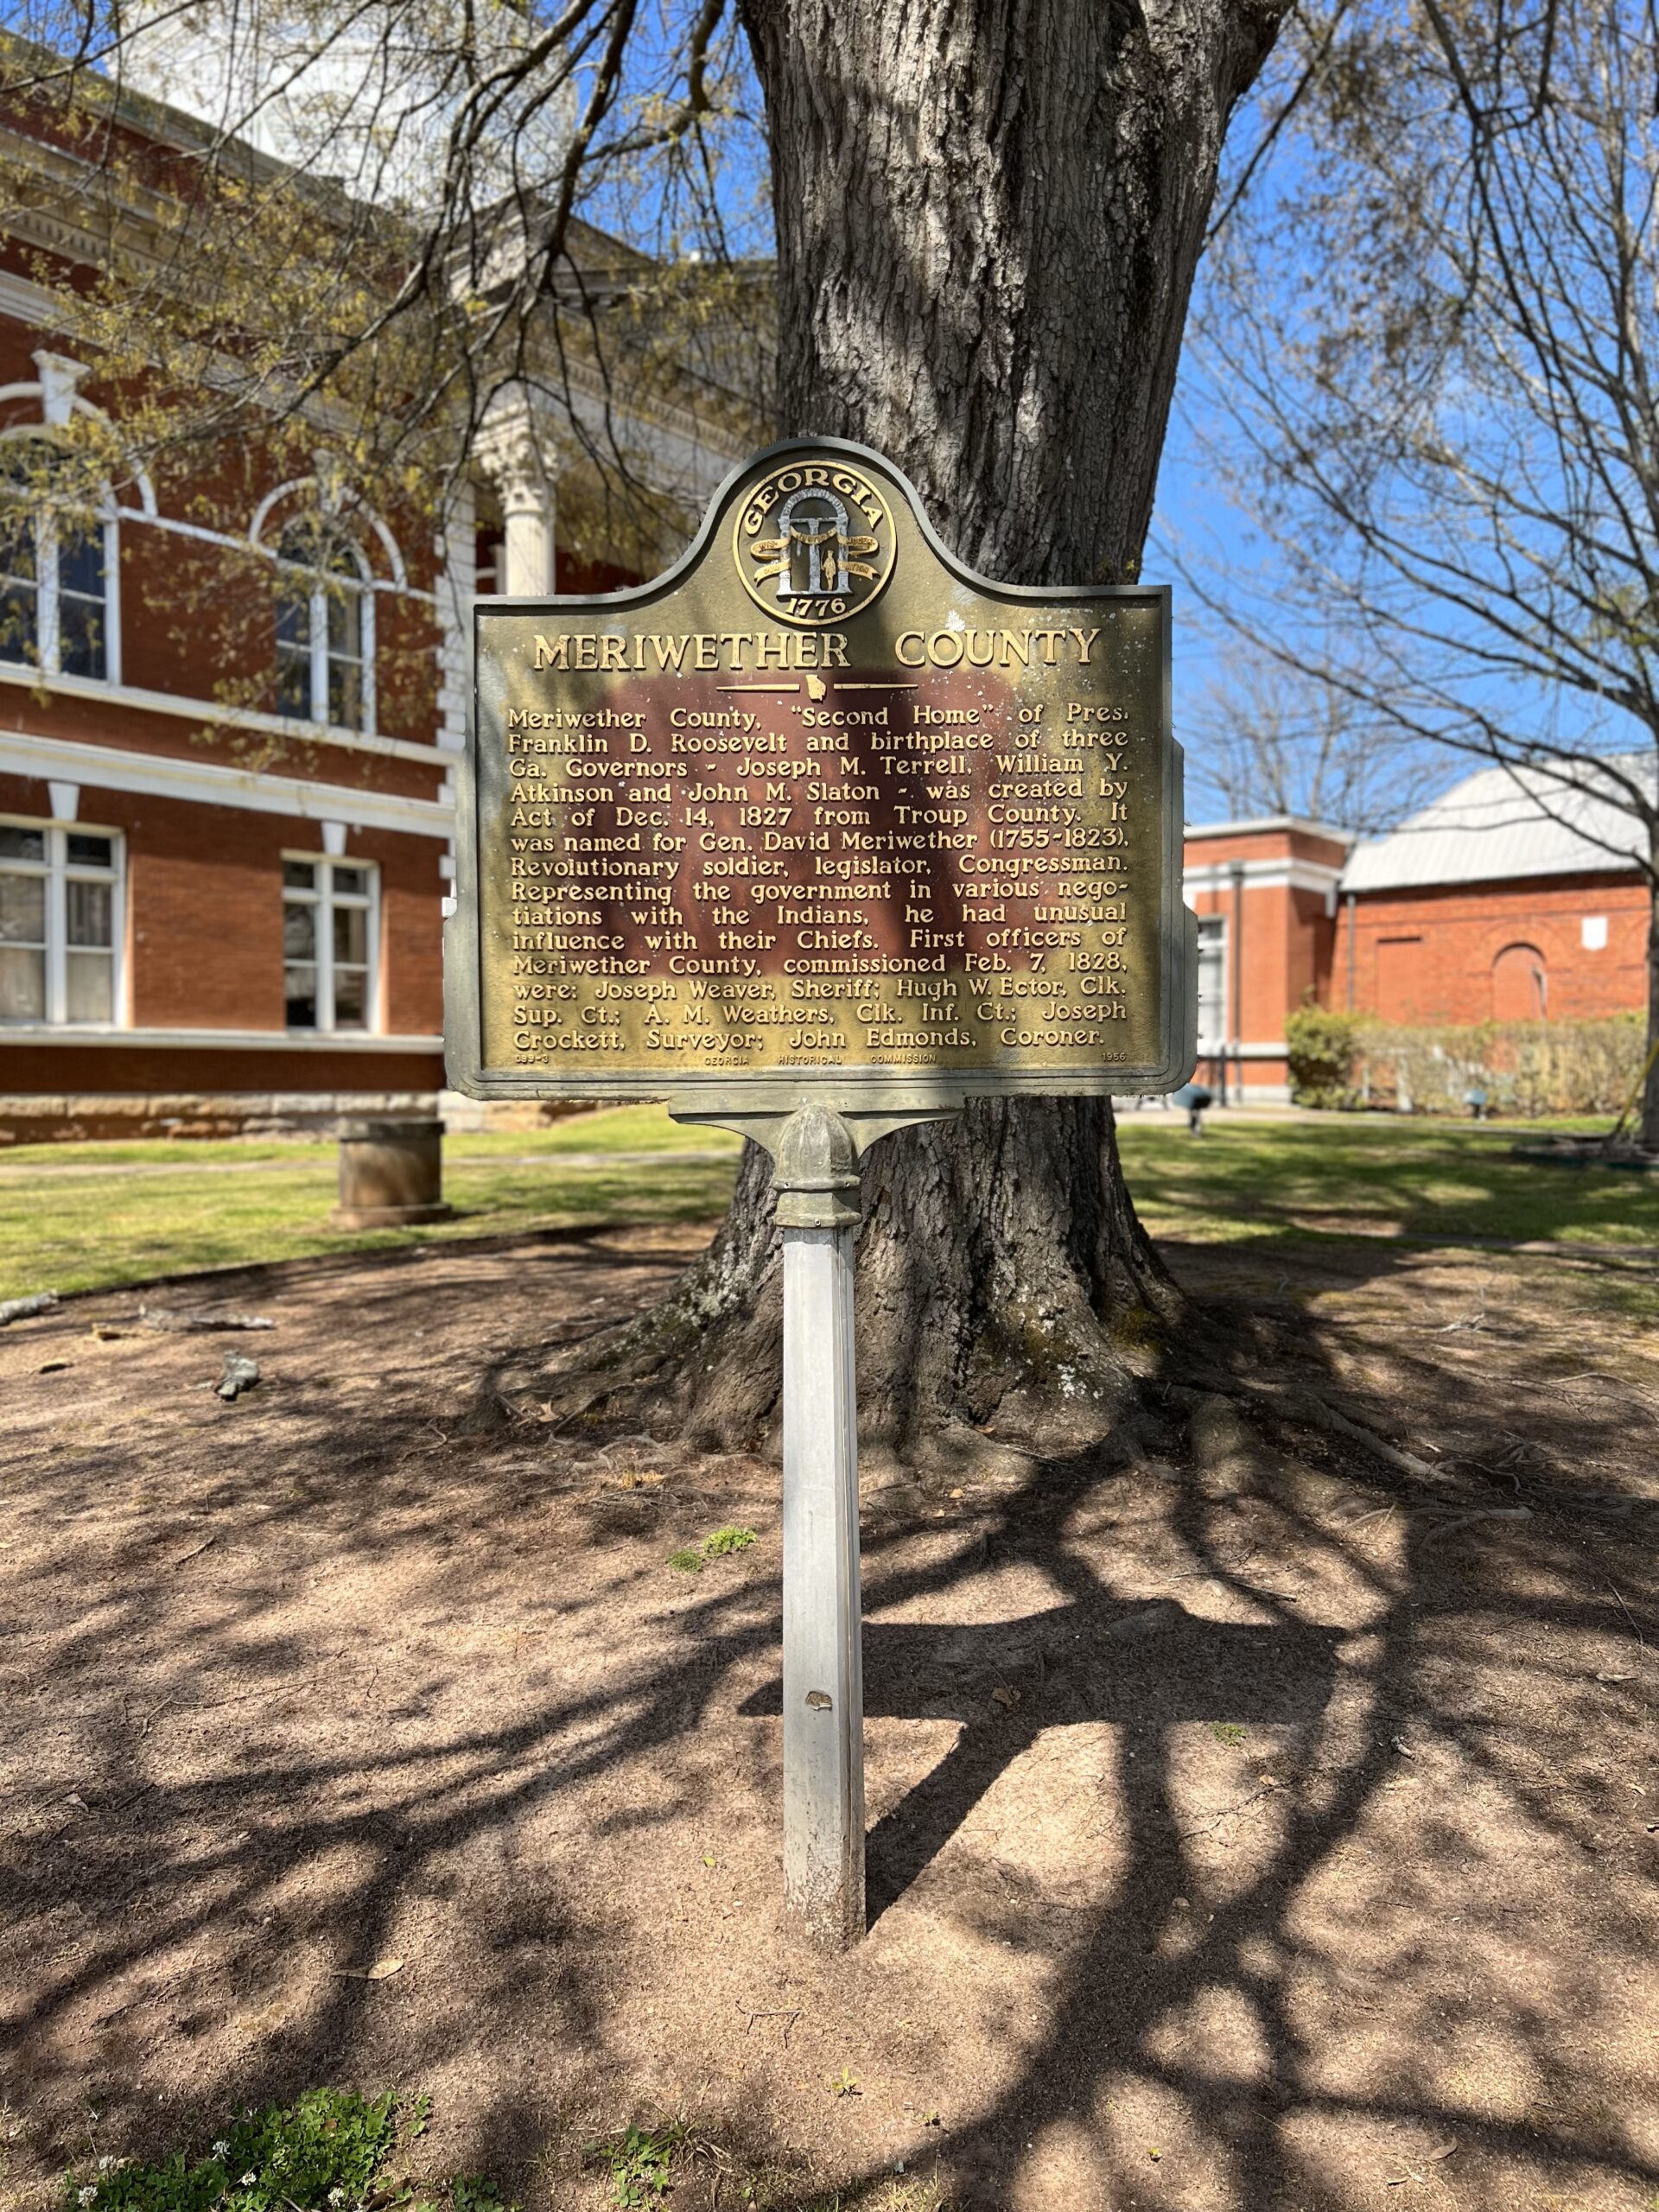 GEORGIA
1776
MERIWETHER COUNTY
Meriwether County, "Second Home" of Pres.
Franklin D. Roosevelt and birthplace of three
Ga. Governors - Joseph M. Terrell, William Y.
Atkinson and John M. Slaton - was created by
Act of Dec. 14, 1827 from Troup County. It
was named for Gen. David Meriwether (1755-1823),
Revolutionary soldier, legislator, Congressman.
Representing the government in various nego-
tiations with the Indians, he had unusual
influence with their Chiefs. First officers of
Meriwether County, commissioned Feb. 7, 1828,
were: Joseph Weaver, Sheriff; Hugh W. Ector, Clk.
Sup. Ct.; A. M. Weathers, Clk. Inf. Ct.; Joseph
Crockett, Surveyor; John Edmonds, Coroner.
099-3 GEORGIA HISTORICAL COMMISSION 1956